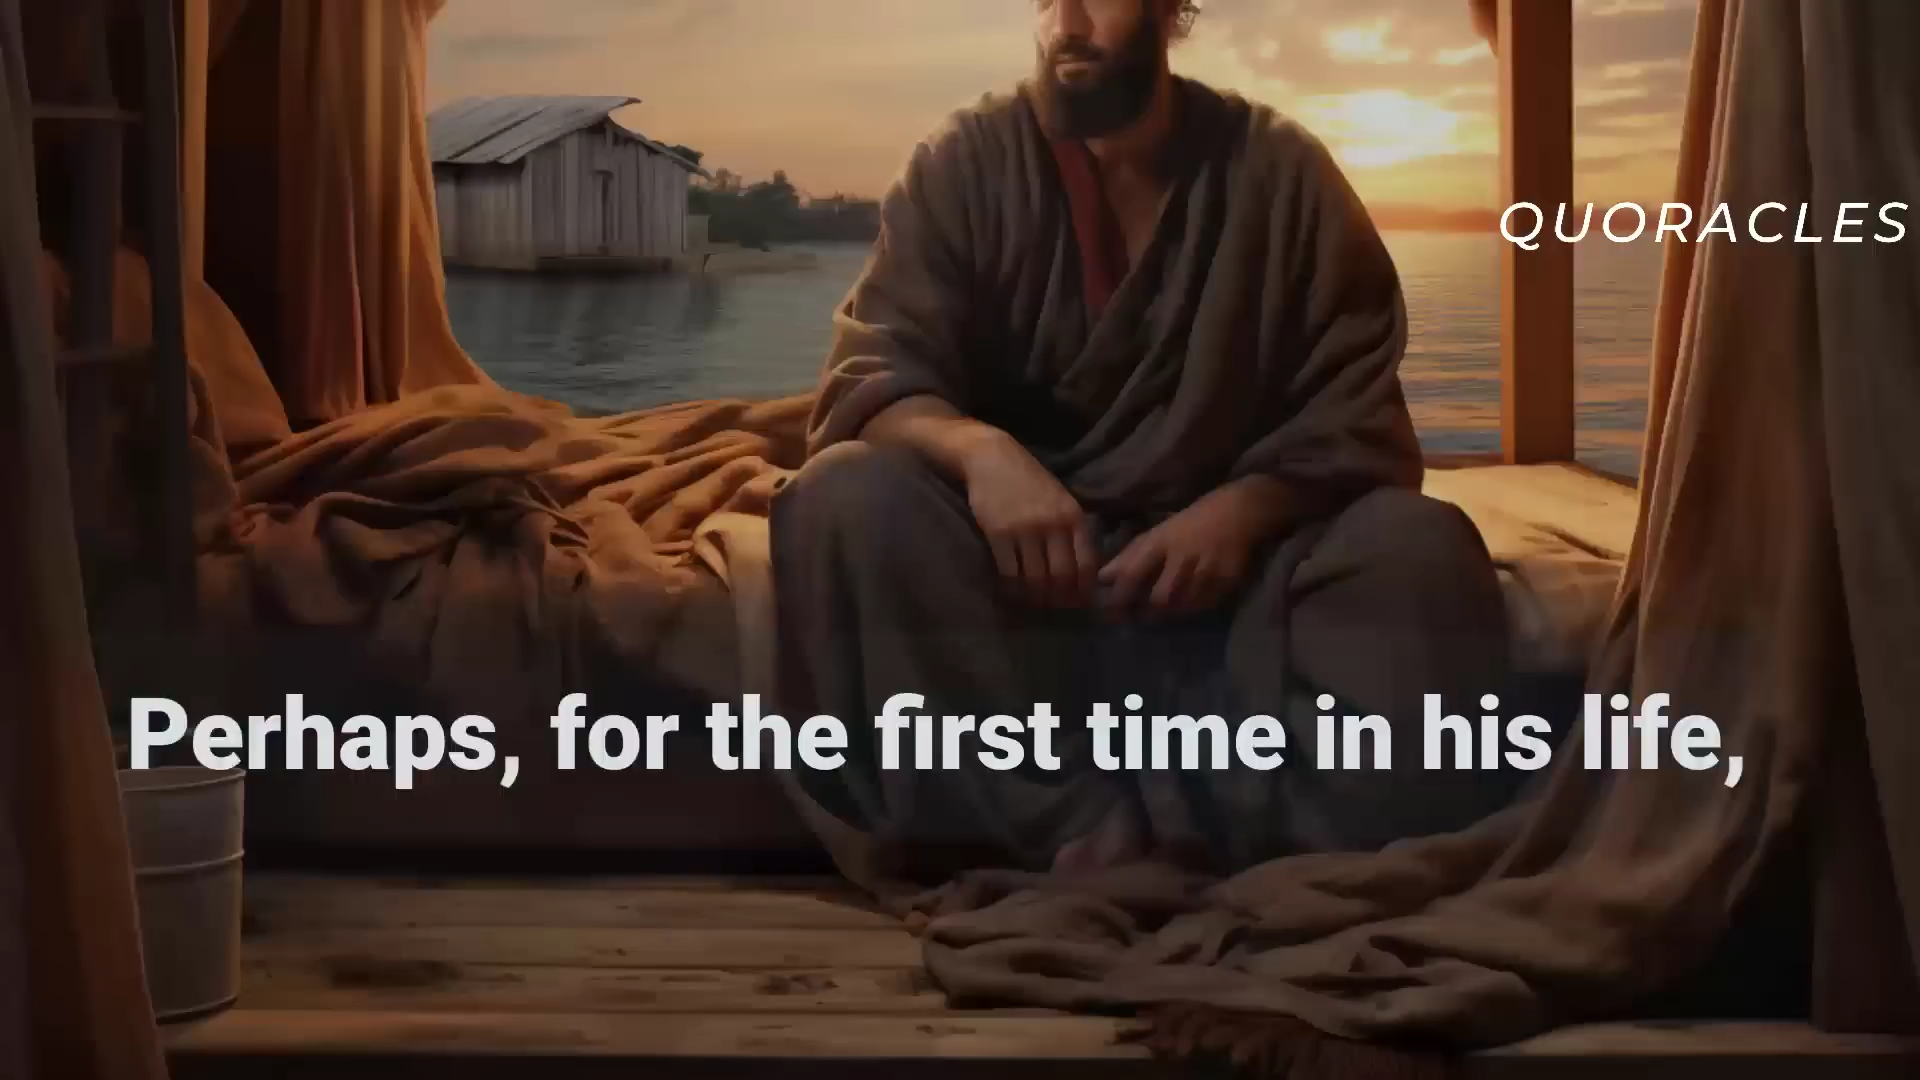 QUORACLES
Perhaps, for the first time in his life,